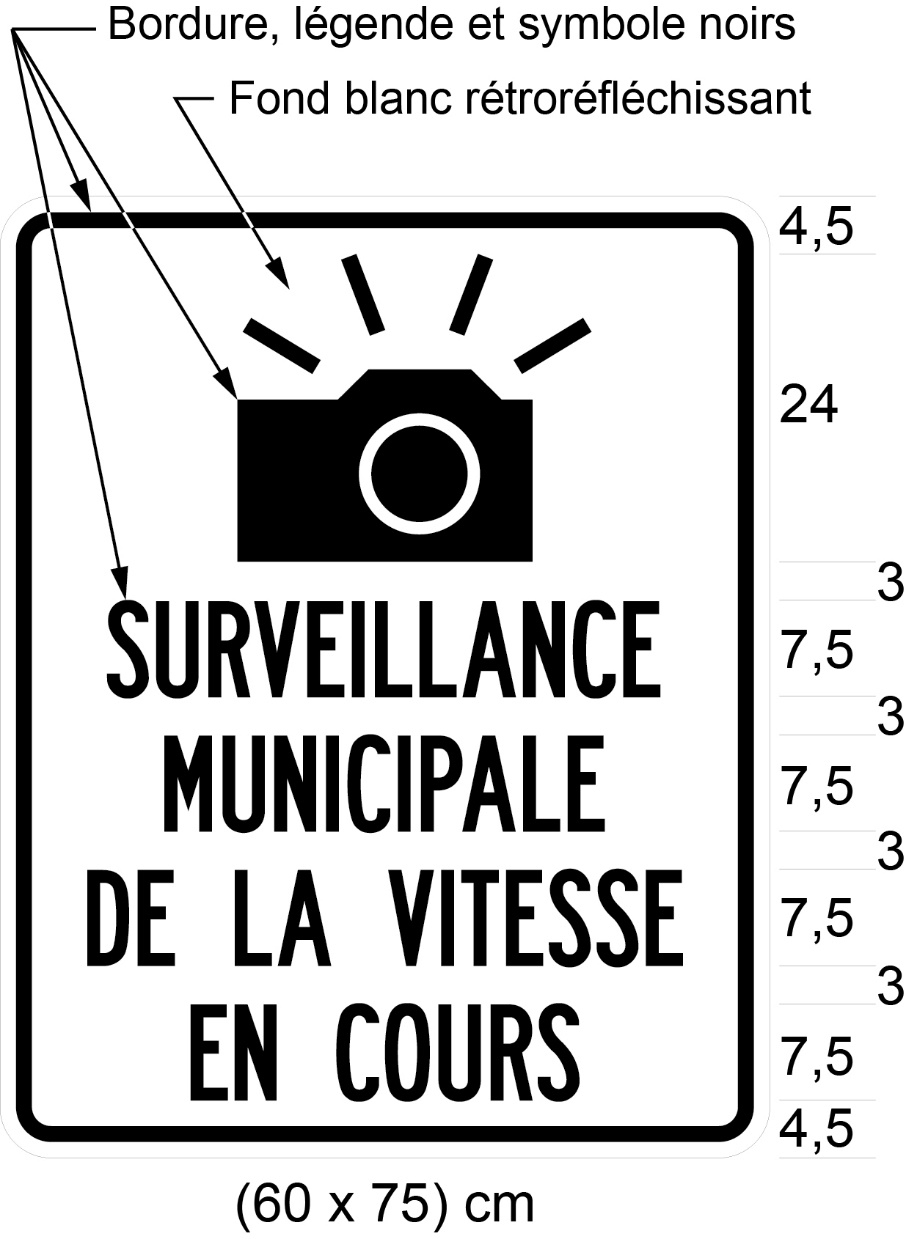 Bordure, légende et symbole noirs
Fond blanc rétroréfléchissant
4,5
24
3
SURVEILLANCE
7,5
3
MUNICIPALE
7,5
3
DE LA VITESSE
7,5
3
EN COURS
7,5
4,5
(60 x 75) cm